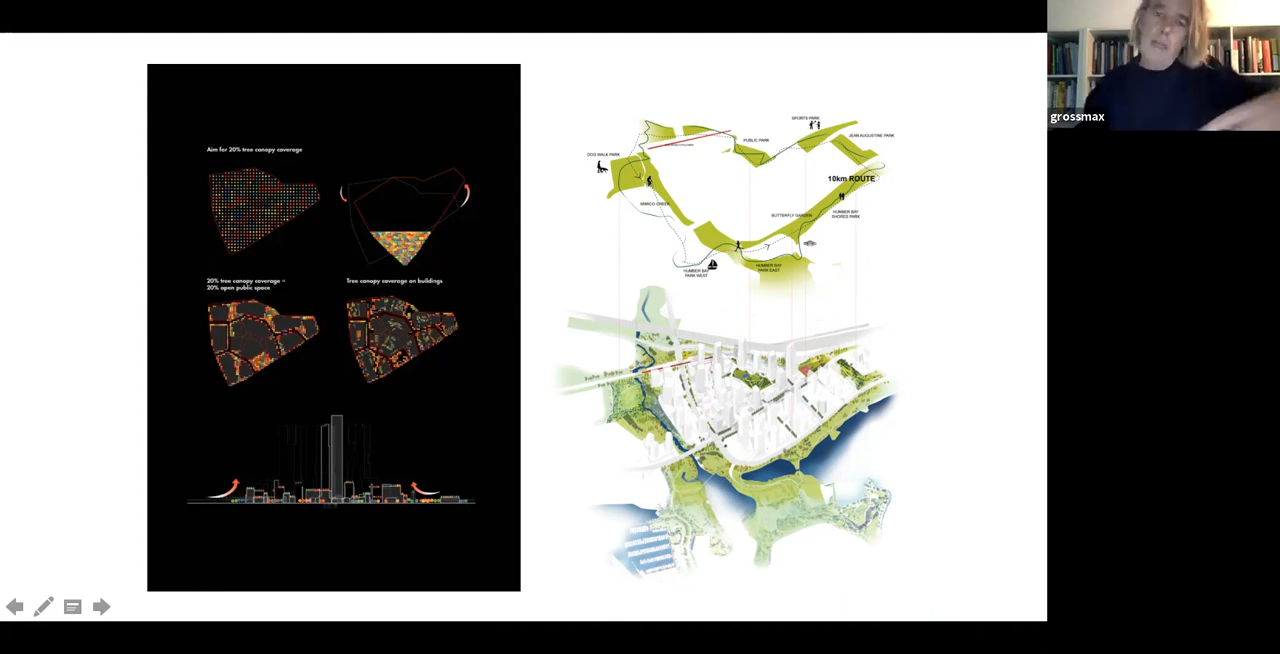 grossmax
Aim for 20% tree canopy coverage
20% tree canopy coverage =
20% open public space
Tree canopy coverage on buildings
SPORTS PARK
JEAN AUGUSTINE PARK
PUBLIC PARK
DOG WALK PARK
10km ROUTE
MIMICO CREEK
BUTTERFLY GARDEN
HUMBER BAY
SHORES PARK
HUMBER BAY
PARK WEST
HUMBER BAY
PARK EAST